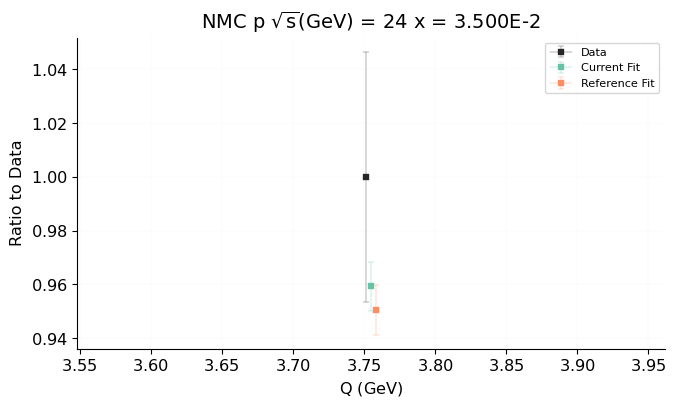 NMC p √s(GeV) = 24 x = 3.500E-2
Data
Current Fit
Reference Fit
Ratio to Data
1.04
1.02
1.00
0.98
0.96
0.94
3.55 3.60 3.65 3.70 3.75 3.80 3.85 3.90 3.95
Q (GeV)